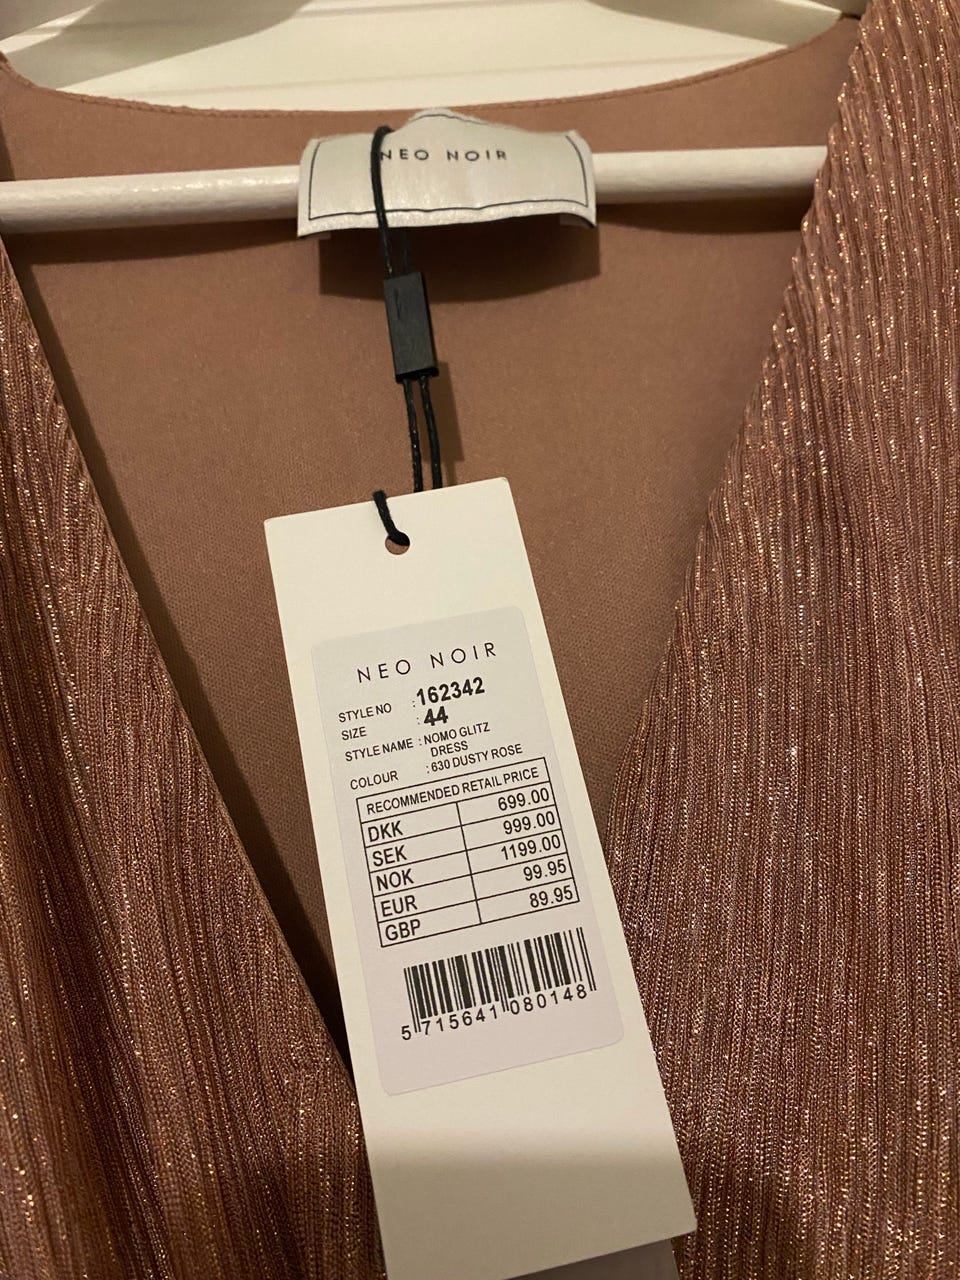 NEO NOIR
NEO NOIR
STYLE NO : 162342
SIZE : 44
STYLE NAME : NOMO GLITZ
DRESS
COLOUR : 630 DUSTY ROSE
RECOMMENDED RETAIL PRICE
DKK 699.00
SEK 999.00
NOK 1199.00
EUR 99.95
GBP 89.95
5 715641 080148